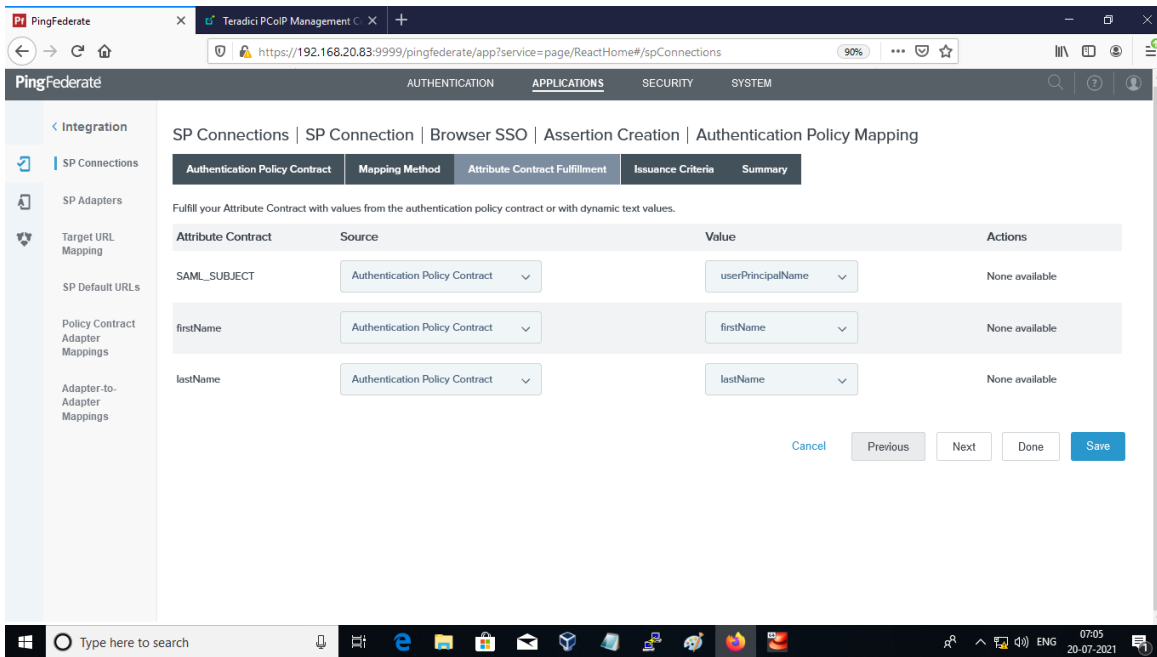 Pf PingFederate
Teradici PCoIP Management C
https://192.168.20.83:9999/pingfederate/app?service=page/ReactHome#/spConnections
90%
PingFederate
AUTHENTICATION
APPLICATIONS
SECURITY
SYSTEM
Integration
SP Connections
SP Adapters
Target URL
Mapping
SP Default URLs
Policy Contract
Adapter
Mappings
Adapter-to-
Adapter
Mappings
SP Connections | SP Connection | Browser SSO | Assertion Creation | Authentication Policy Mapping
Authentication Policy Contract
Mapping Method
Attribute Contract Fulfillment
Issuance Criteria
Summary
Fulfill your Attribute Contract with values from the authentication policy contract or with dynamic text values.
Attribute Contract Source Value Actions
SAML_SUBJECT Authentication Policy Contract userPrincipalName None available
firstName Authentication Policy Contract firstName None available
lastName Authentication Policy Contract lastName None available
Cancel Previous Next Done Save
Type here to search
ENG
07:05
20-07-2021
1